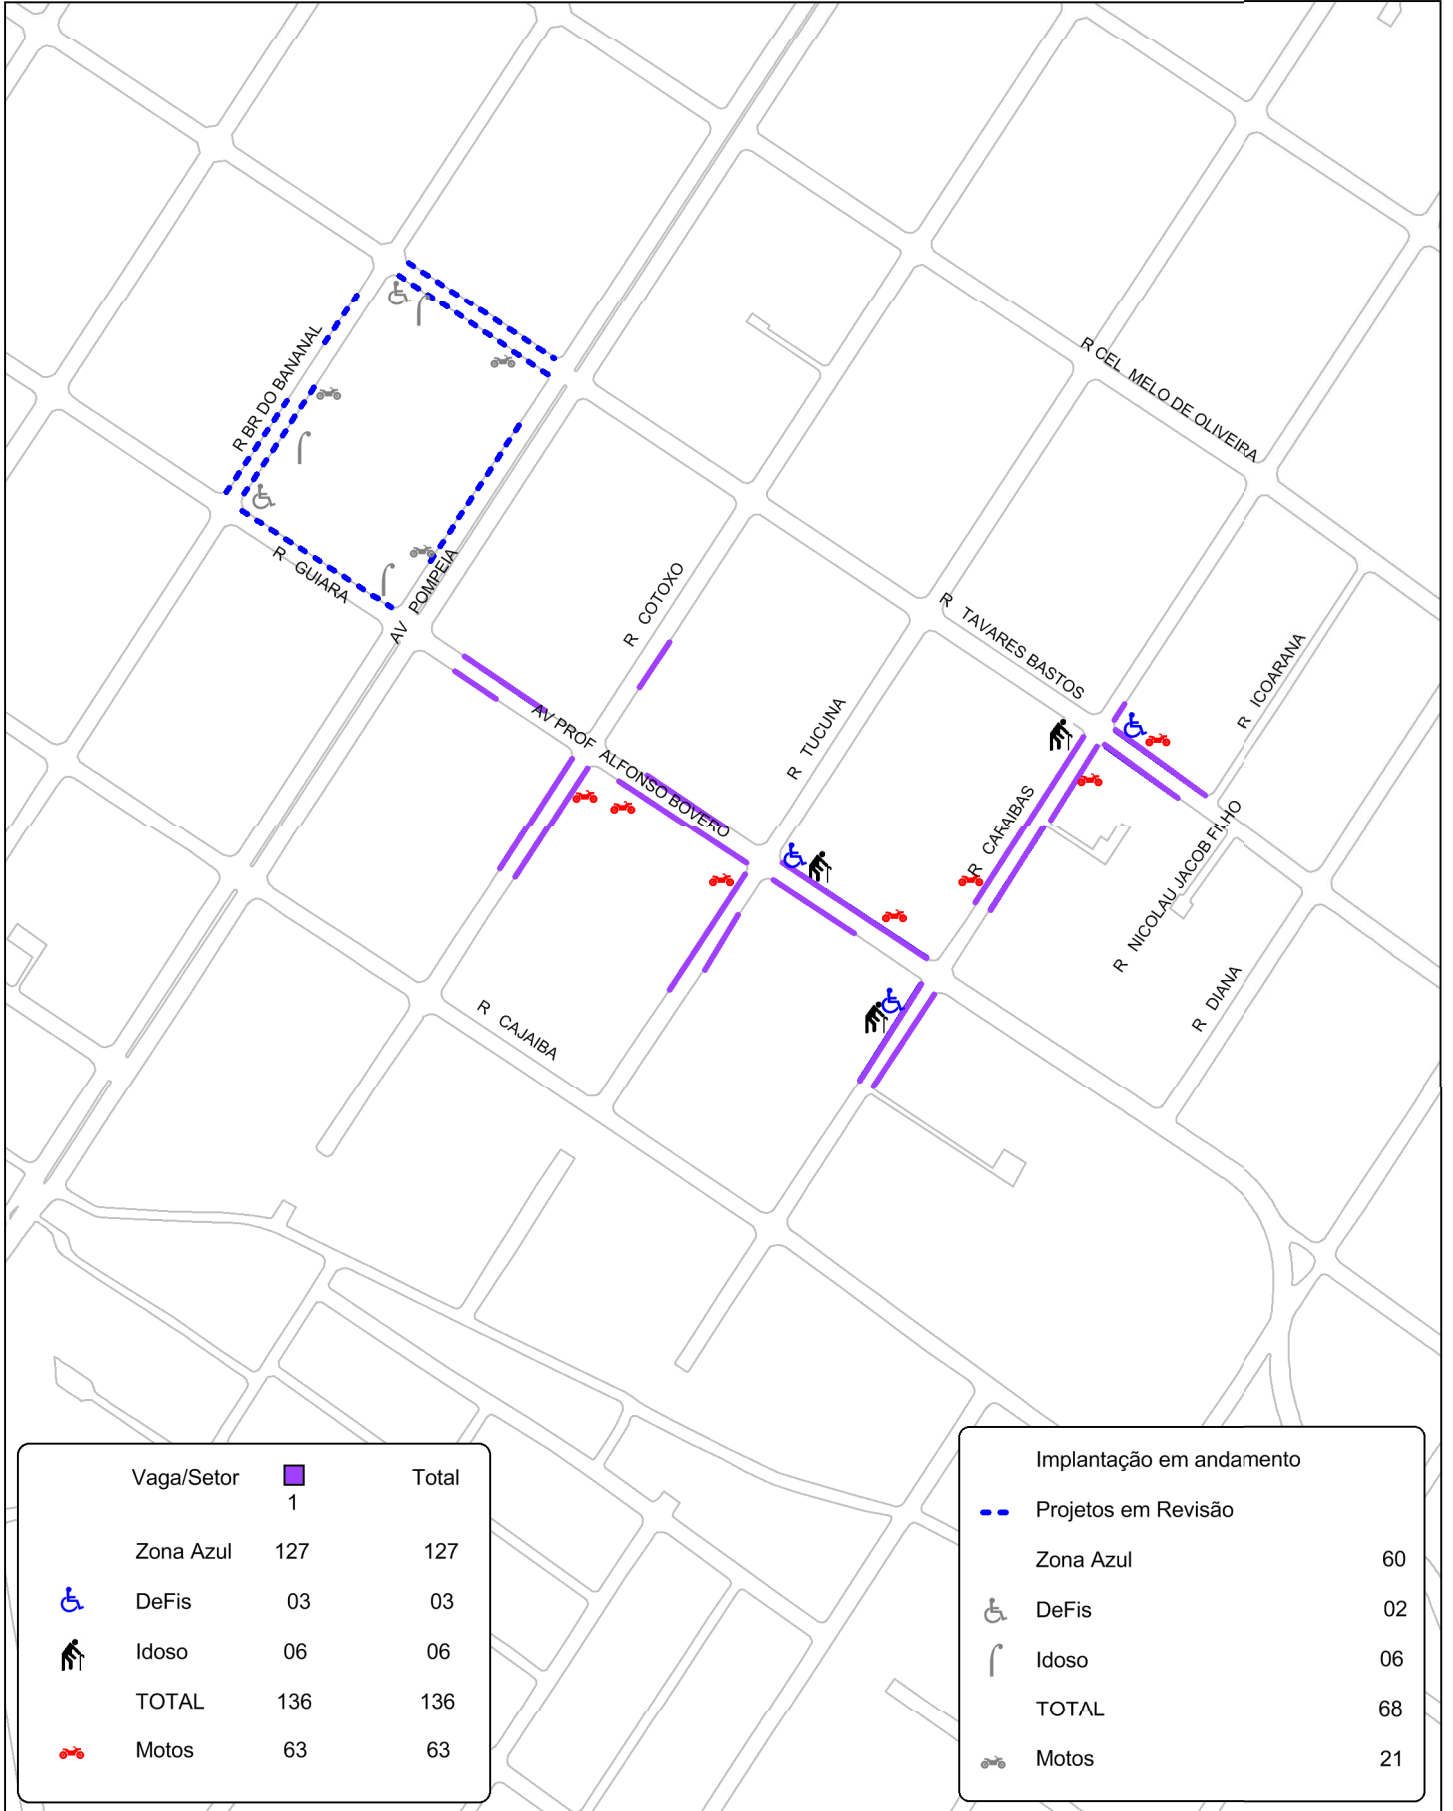 R BR DO BANANAL
R CEL MELO DE OLIVEIRA
R GUIARA
AV POMPEIA
R COTOXO
R TAVARES BASTOS
R ICOARANA
R TUCUNA
AV PROF ALFONSO BOVERO
R CARAIBAS
R NICOLAU JACOB FILHO
R DIANA
R CAJAIBA
Vaga/Setor Total
1
Zona Azul 127 127
DeFis 03 03
Idoso 06 06
TOTAL 136 136
Motos 63 63
Implantação em andamento
Projetos em Revisão
Zona Azul 60
DeFis 02
Idoso 06
TOTAL 68
Motos 21